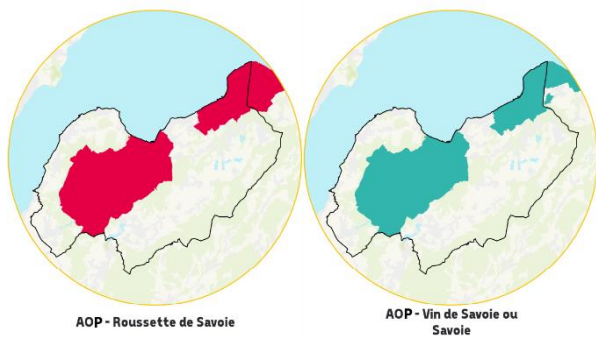 AOP - Roussette de Savoie
AOP - Vin de Savoie ou
Savoie